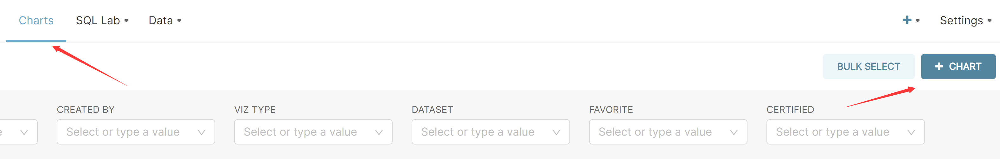 Charts SQL Lab Data Settings
BULK SELECT + CHART
CREATED BY VIZ TYPE DATASET FAVORITE CERTIFIED
Select or type a value Select or type a value Select or type a value Select or type a value Select or type a value